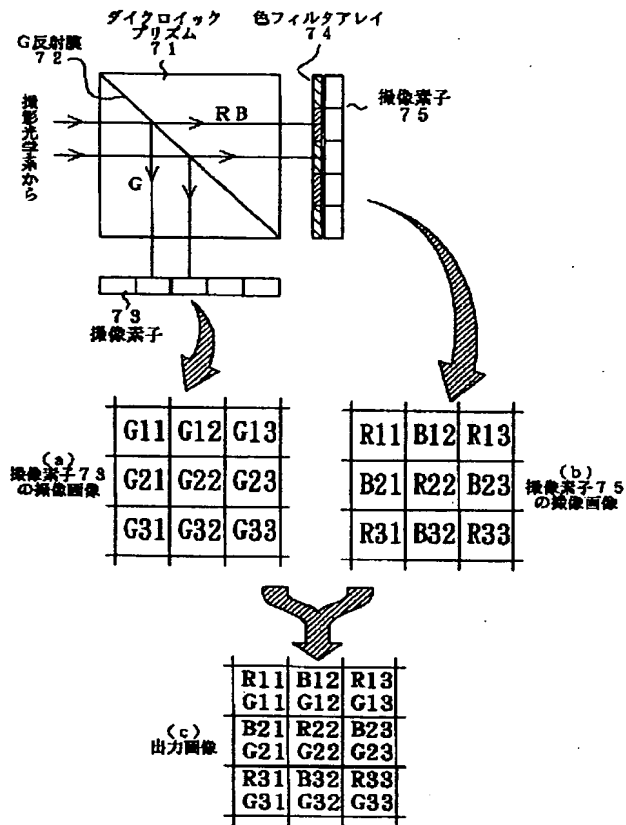 ダイクロイック
プリズム
71
色フィルタアレイ
74
G反射膜
72
撮像素子
75
撮影光学系から
RB
G
73
撮像素子
(a)
撮像素子73
の撮像画像
G11 G12 G13
G21 G22 G23
G31 G32 G33
R11 B12 R13
B21 R22 B23
R31 B32 R33
(b)
撮像素子75
の撮像画像
(c)
出力画像
R11 B12 R13
G11 G12 G13
B21 R22 B23
G21 G22 G23
R31 B32 R33
G31 G32 G33